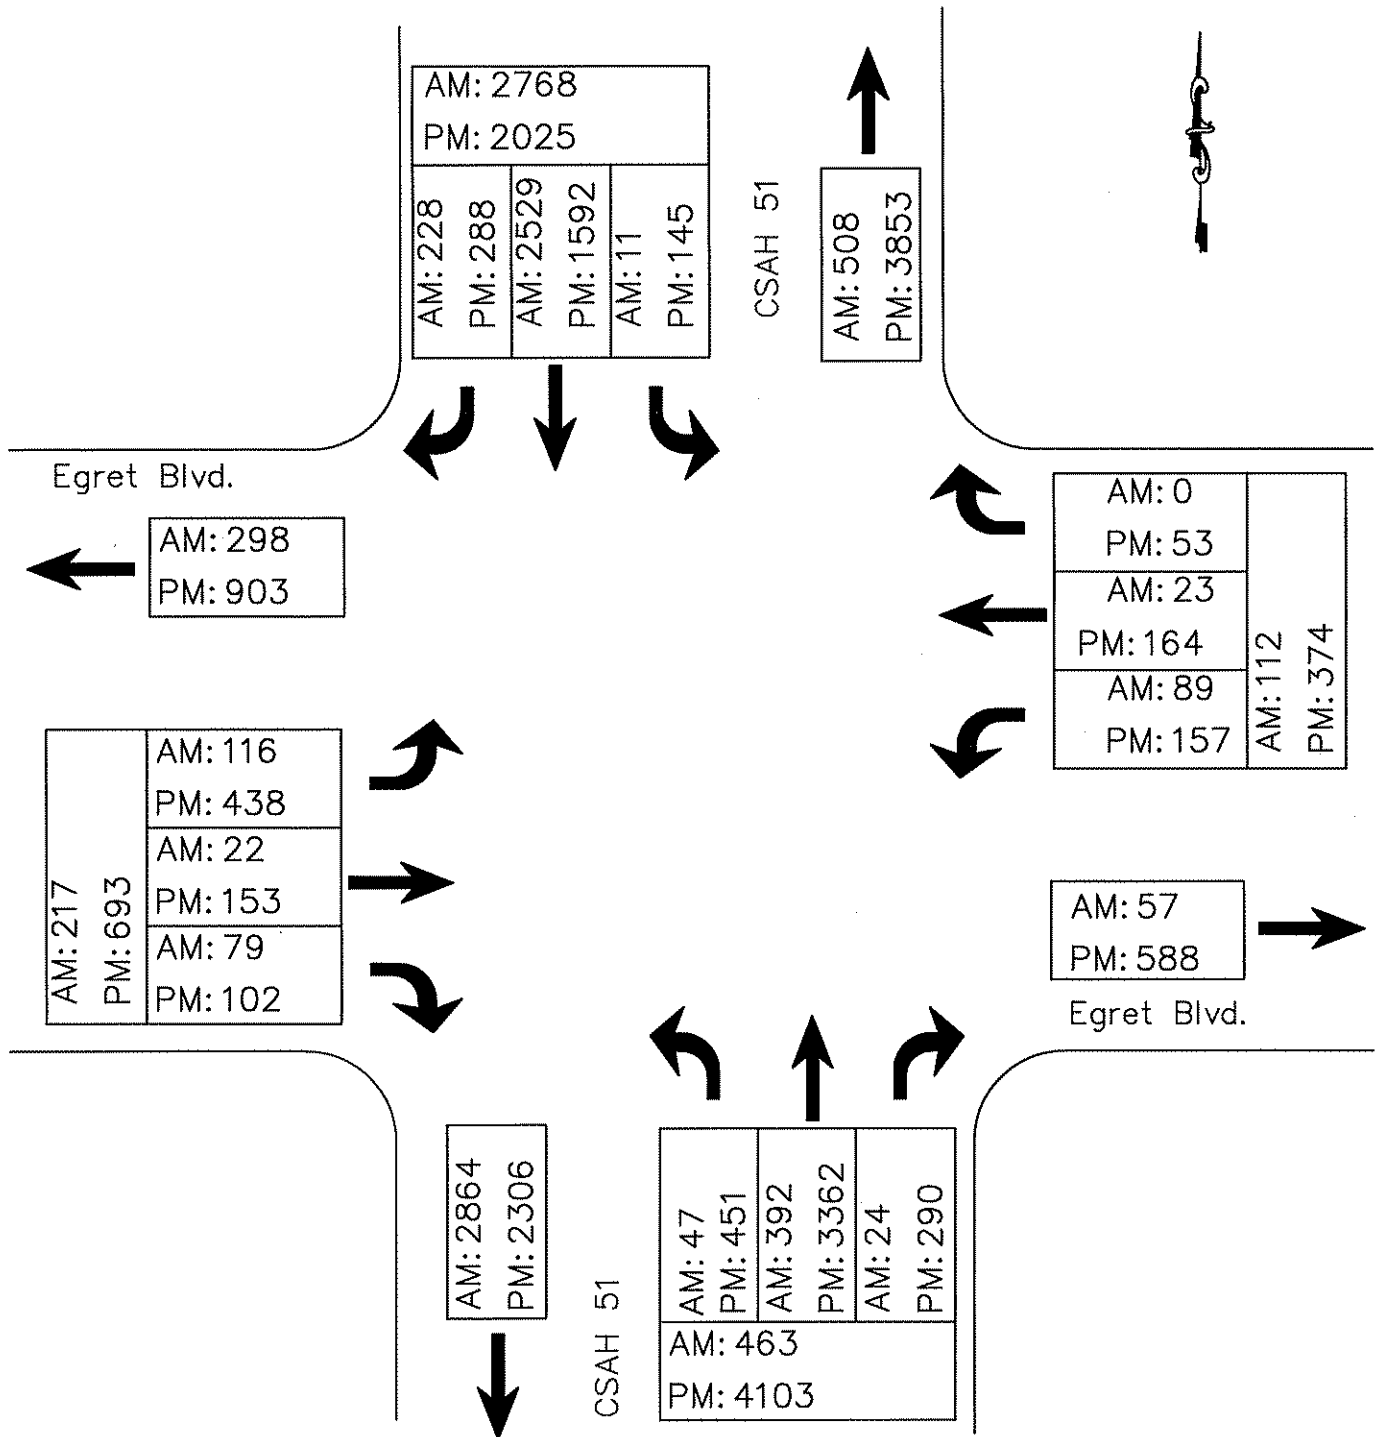 AM: 2768
PM: 2025
AM: 228
PM: 288
AM: 2529
PM: 1592
AM: 11
PM: 145
CSAH 51
AM: 508
PM: 3853
Egret Blvd.
AM: 298
PM: 903
AM: 0
PM: 53
AM: 23
PM: 164
AM: 89
PM: 157
AM: 112
PM: 374
AM: 217
PM: 693
AM: 116
PM: 438
AM: 22
PM: 153
AM: 79
PM: 102
AM: 57
PM: 588
Egret Blvd.
AM: 2864
PM: 2306
CSAH 51
AM: 47
PM: 451
AM: 392
PM: 3362
AM: 24
PM: 290
AM: 463
PM: 4103